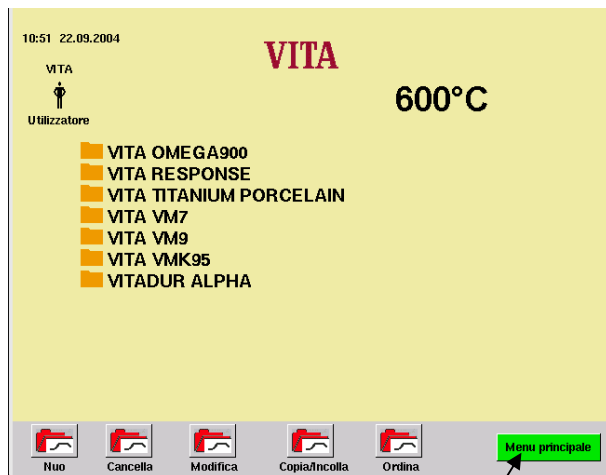 10:51 22.09.2004
VITA
VITA
600°C
Utilizzatore
VITA OMEGA900
VITA RESPONSE
VITA TITANIUM PORCELAIN
VITA VM7
VITA VM9
VITA VMK95
VITADUR ALPHA
Nuo Cancella Modifica Copia/Incolla Ordina Menu principale